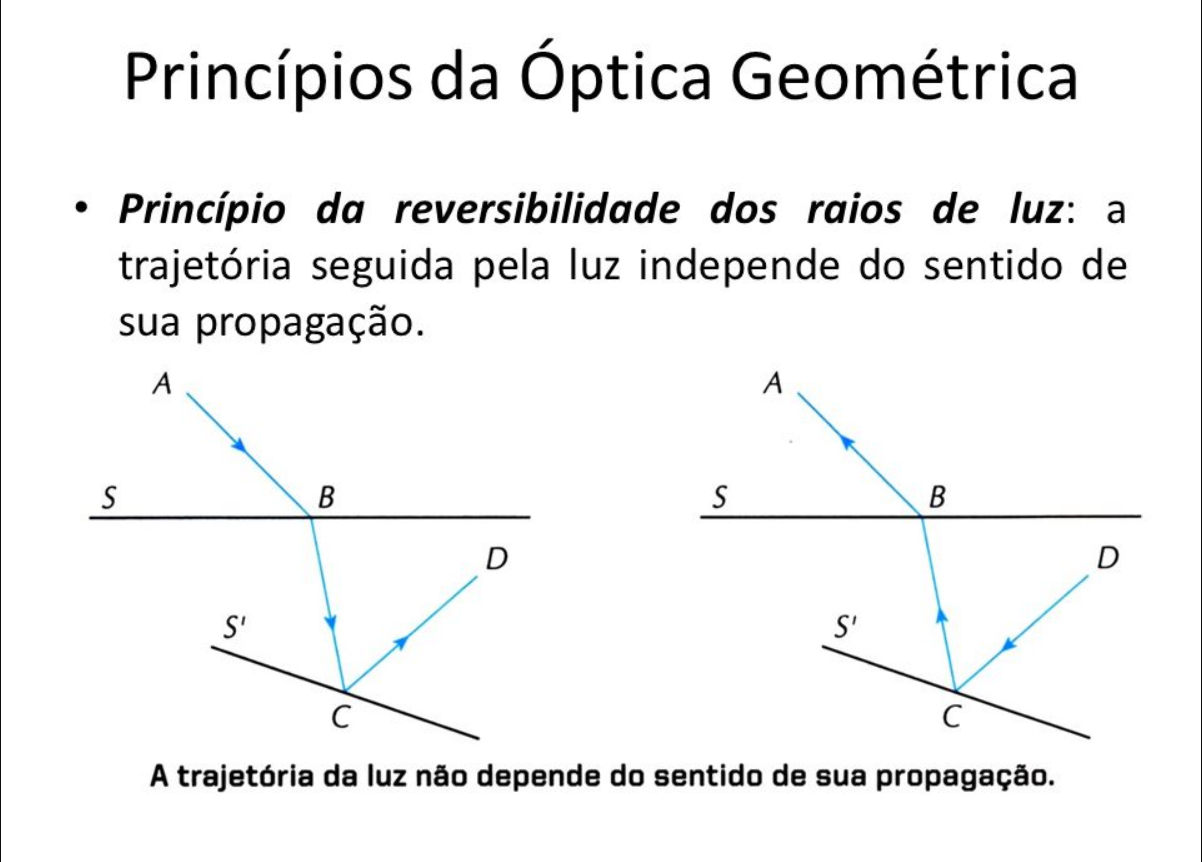 Princípios da Óptica Geométrica
• Princípio da reversibilidade dos raios de luz: a
trajetória seguida pela luz independe do sentido de
sua propagação.
A
S
B
D
S'
C
A
S
B
D
S'
C
A trajetória da luz não depende do sentido de sua propagação.